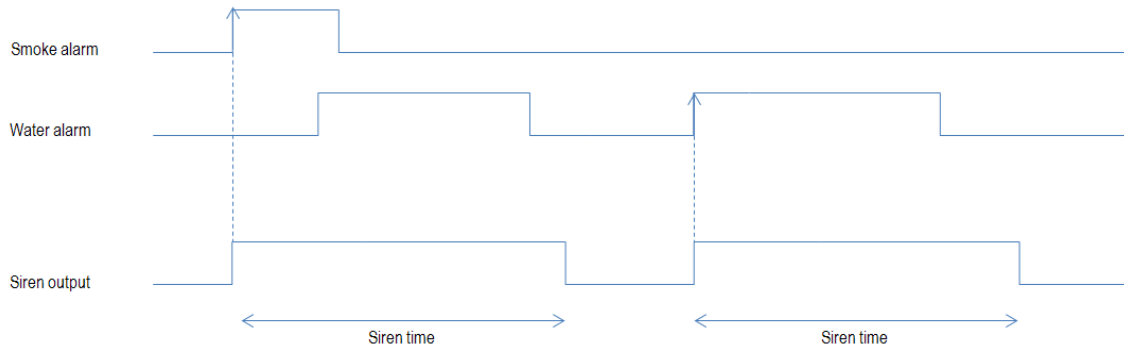 Smoke alarm
Water alarm
Siren output
Siren time
Siren time